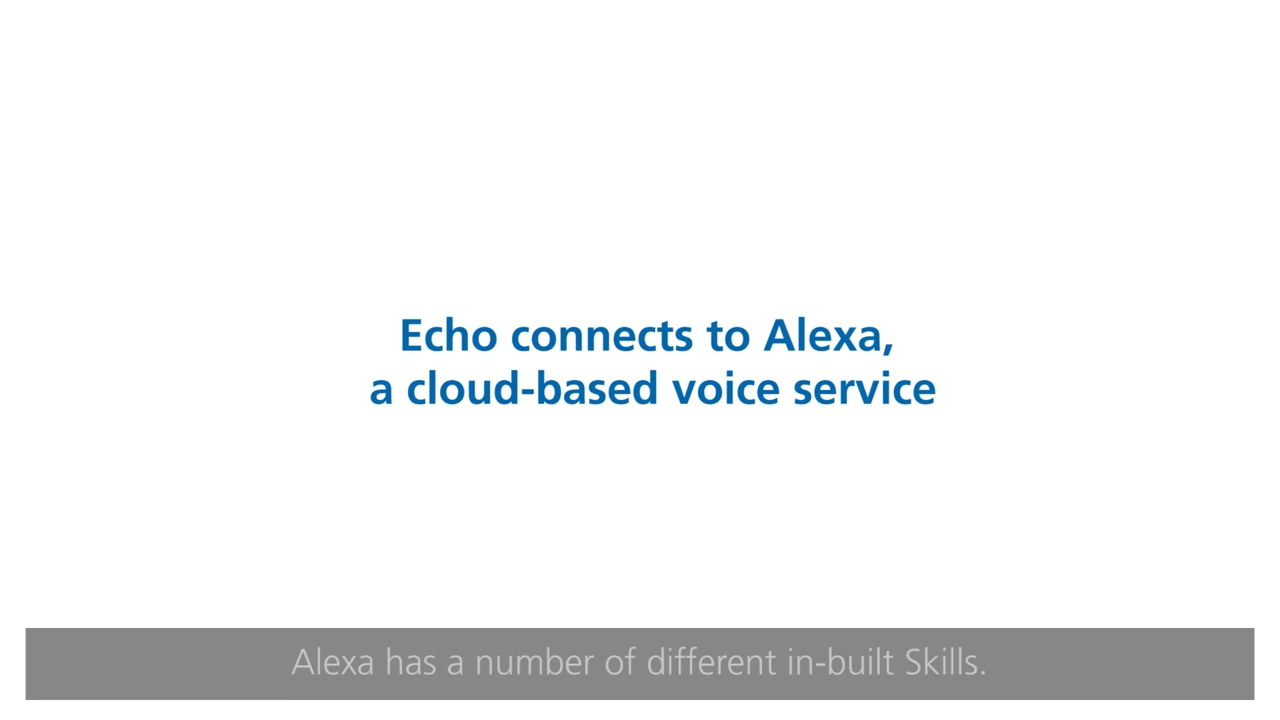 Echo connects to Alexa,
a cloud-based voice service
Alexa has a number of different in-built Skills.